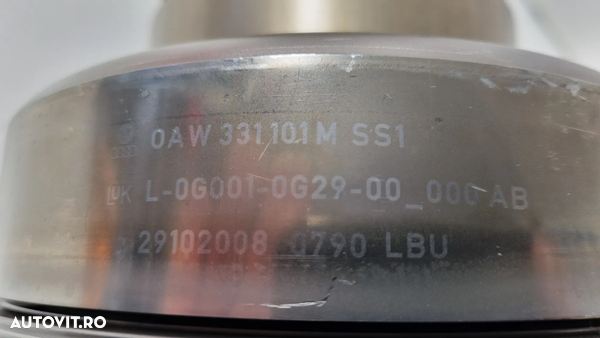 0AW 331 101 M SS1
LUK L-0G001-0G29-00_000 AB
29102008 0790 LBU
AUTOVIT.RO